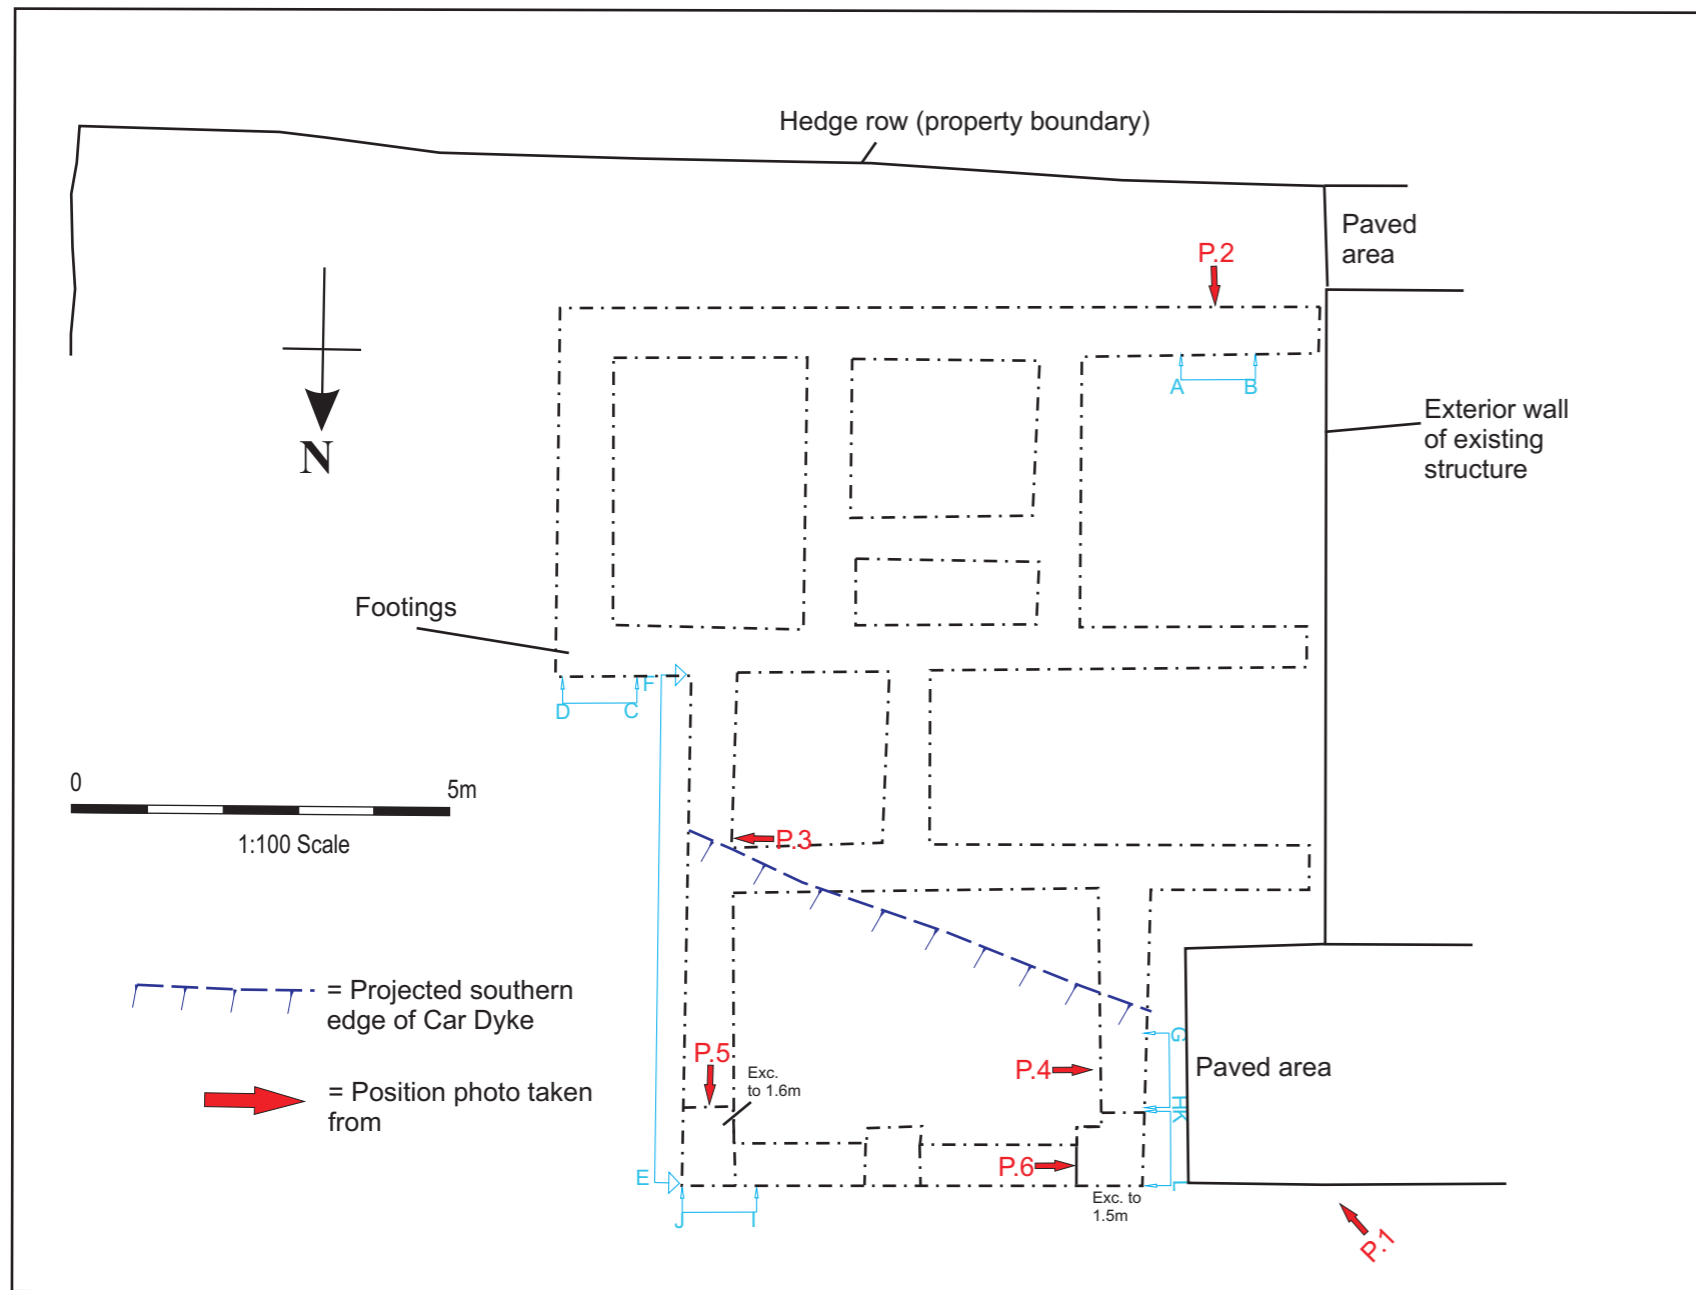 Hedge row (property boundary)
Paved
area
P.2
N
A
B
Exterior wall
of existing
structure
Footings
F
D
C
0
5m
1:100 Scale
P.3
= Projected southern
edge of Car Dyke
G
P.5
P.4
Paved area
Exc.
to 1.6m
= Position photo taken
from
H
K
P.6
E
L
Exc. to
1.5m
J
I
P.1